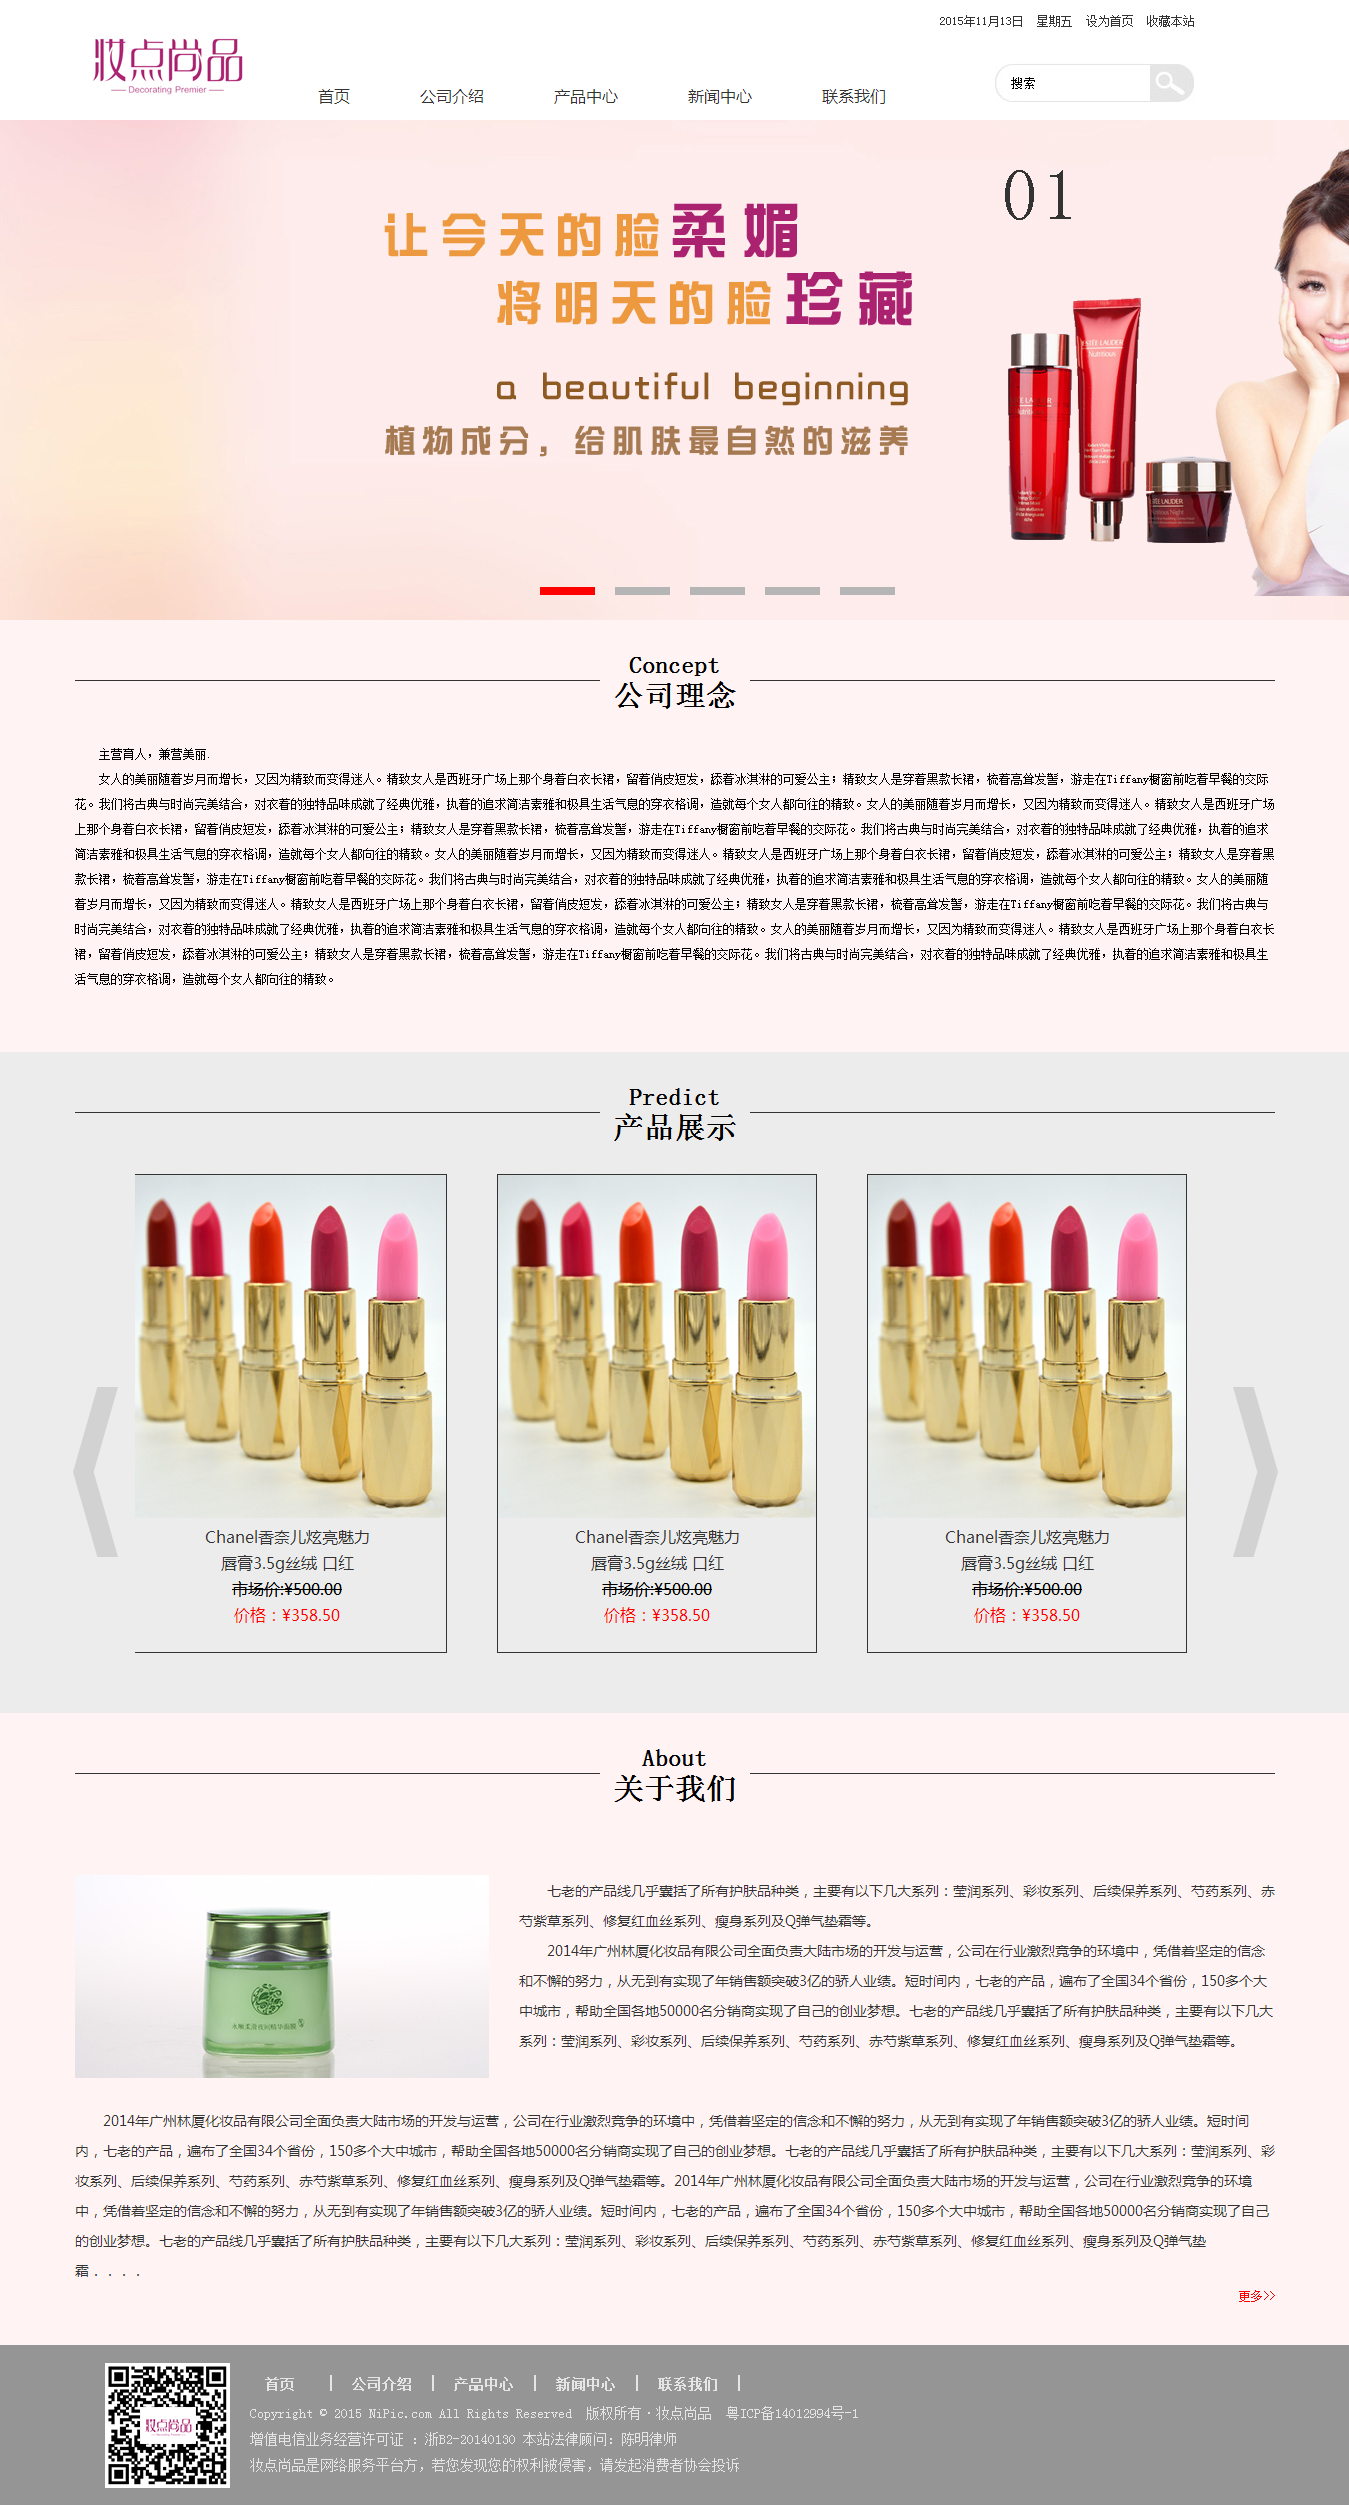 2015年11月13日 星期五 设为首页 收藏本站
妆点尚品
Decorating Premier
首页 公司介绍 产品中心 新闻中心 联系我们
搜索
01
让今天的脸柔媚
将明天的脸珍藏
a beautiful beginning
植物成分，给肌肤最自然的滋养
ESTĒE LAUDER
Nutritious
Concept
公司理念
主营育人，兼营美丽.
女人的美丽随着岁月而增长，又因为精致而变得迷人。精致女人是西班牙广场上那个身着白衣长裙，留着俏皮短发，舔着冰淇淋的可爱公主；精致女人是穿着黑款长裙，梳着高耸发髻，游走在Tiffany橱窗前吃着早餐的交际
花。我们将古典与时尚完美结合，对衣着的独特品味成就了经典优雅，执着的追求简洁素雅和极具生活气息的穿衣格调，造就每个女人都向往的精致。女人的美丽随着岁月而增长，又因为精致而变得迷人。精致女人是西班牙广场
上那个身着白衣长裙，留着俏皮短发，舔着冰淇淋的可爱公主；精致女人是穿着黑款长裙，梳着高耸发髻，游走在Tiffany橱窗前吃着早餐的交际花。我们将古典与时尚完美结合，对衣着的独特品味成就了经典优雅，执着的追求
简洁素雅和极具生活气息的穿衣格调，造就每个女人都向往的精致。女人的美丽随着岁月而增长，又因为精致而变得迷人。精致女人是西班牙广场上那个身着白衣长裙，留着俏皮短发，舔着冰淇淋的可爱公主；精致女人是穿着黑
款长裙，梳着高耸发髻，游走在Tiffany橱窗前吃着早餐的交际花。我们将古典与时尚完美结合，对衣着的独特品味成就了经典优雅，执着的追求简洁素雅和极具生活气息的穿衣格调，造就每个女人都向往的精致。女人的美丽随
着岁月而增长，又因为精致而变得迷人。精致女人是西班牙广场上那个身着白衣长裙，留着俏皮短发，舔着冰淇淋的可爱公主；精致女人是穿着黑款长裙，梳着高耸发髻，游走在Tiffany橱窗前吃着早餐的交际花。我们将古典与
时尚完美结合，对衣着的独特品味成就了经典优雅，执着的追求简洁素雅和极具生活气息的穿衣格调，造就每个女人都向往的精致。女人的美丽随着岁月而增长，又因为精致而变得迷人。精致女人是西班牙广场上那个身着白衣长
裙，留着俏皮短发，舔着冰淇淋的可爱公主；精致女人是穿着黑款长裙，梳着高耸发髻，游走在Tiffany橱窗前吃着早餐的交际花。我们将古典与时尚完美结合，对衣着的独特品味成就了经典优雅，执着的追求简洁素雅和极具生
活气息的穿衣格调，造就每个女人都向往的精致。
Predict
产品展示
Chanel香奈儿炫亮魅力 Chanel香奈儿炫亮魅力 Chanel香奈儿炫亮魅力
唇膏3.5g丝绒 口红 唇膏3.5g丝绒 口红 唇膏3.5g丝绒 口红
市场价:¥500.00 市场价:¥500.00 市场价:¥500.00
价格：¥358.50 价格：¥358.50 价格：¥358.50
About
关于我们
七老的产品线几乎囊括了所有护肤品种类，主要有以下几大系列：莹润系列、彩妆系列、后续保养系列、芍药系列、赤
芍紫草系列、修复红血丝系列、瘦身系列及Q弹气垫霜等。
2014年广州林厦化妆品有限公司全面负责大陆市场的开发与运营，公司在行业激烈竞争的环境中，凭借着坚定的信念
和不懈的努力，从无到有实现了年销售额突破3亿的骄人业绩。短时间内，七老的产品，遍布了全国34个省份，150多个大
中城市，帮助全国各地50000名分销商实现了自己的创业梦想。七老的产品线几乎囊括了所有护肤品种类，主要有以下几大
系列：莹润系列、彩妆系列、后续保养系列、芍药系列、赤芍紫草系列、修复红血丝系列、瘦身系列及Q弹气垫霜等。
2014年广州林厦化妆品有限公司全面负责大陆市场的开发与运营，公司在行业激烈竞争的环境中，凭借着坚定的信念和不懈的努力，从无到有实现了年销售额突破3亿的骄人业绩。短时间
内，七老的产品，遍布了全国34个省份，150多个大中城市，帮助全国各地50000名分销商实现了自己的创业梦想。七老的产品线几乎囊括了所有护肤品种类，主要有以下几大系列：莹润系列、彩
妆系列、后续保养系列、芍药系列、赤芍紫草系列、修复红血丝系列、瘦身系列及Q弹气垫霜等。2014年广州林厦化妆品有限公司全面负责大陆市场的开发与运营，公司在行业激烈竞争的环境
中，凭借着坚定的信念和不懈的努力，从无到有实现了年销售额突破3亿的骄人业绩。短时间内，七老的产品，遍布了全国34个省份，150多个大中城市，帮助全国各地50000名分销商实现了自己
的创业梦想。七老的产品线几乎囊括了所有护肤品种类，主要有以下几大系列：莹润系列、彩妆系列、后续保养系列、芍药系列、赤芍紫草系列、修复红血丝系列、瘦身系列及Q弹气垫
霜．．．．
更多>>
妆点尚品
首页 | 公司介绍 | 产品中心 | 新闻中心 | 联系我们 |
Copyright © 2015 NiPic.com All Rights Reserved 版权所有·妆点尚品 粤ICP备14012994号-1
增值电信业务经营许可证 ：浙B2-20140130 本站法律顾问：陈明律师
妆点尚品是网络服务平台方，若您发现您的权利被侵害，请发起消费者协会投诉